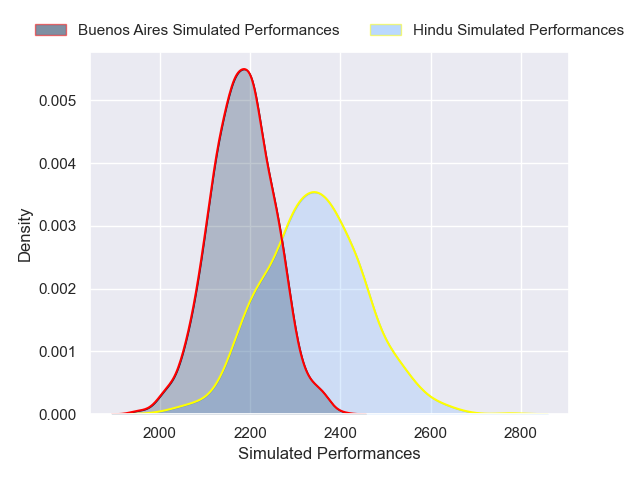 Buenos Aires Simulated Performances Hindu Simulated Performances
0.005
0.004
0.003
0.002
0.001
0.000
Density
2000 2200 2400 2600 2800
Simulated Performances